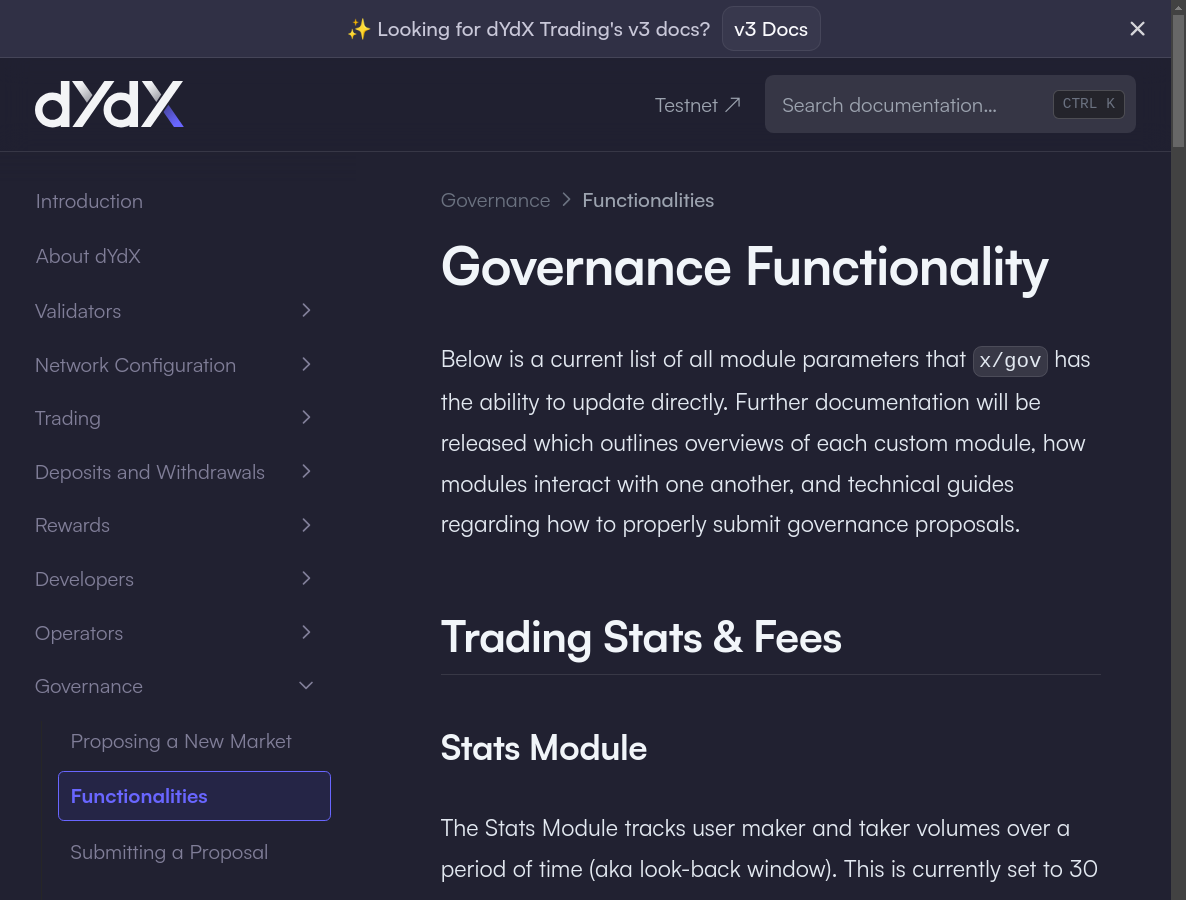 ✨ Looking for dYdX Trading's v3 docs? v3 Docs
dYdX
Testnet
Search documentation…
CTRL K
Introduction
About dYdX
Validators
Network Configuration
Trading
Deposits and Withdrawals
Rewards
Developers
Operators
Governance
Proposing a New Market
Functionalities
Submitting a Proposal
Governance > Functionalities
Governance Functionality
Below is a current list of all module parameters that x/gov has
the ability to update directly. Further documentation will be
released which outlines overviews of each custom module, how
modules interact with one another, and technical guides
regarding how to properly submit governance proposals.
Trading Stats & Fees
Stats Module
The Stats Module tracks user maker and taker volumes over a
period of time (aka look-back window). This is currently set to 30